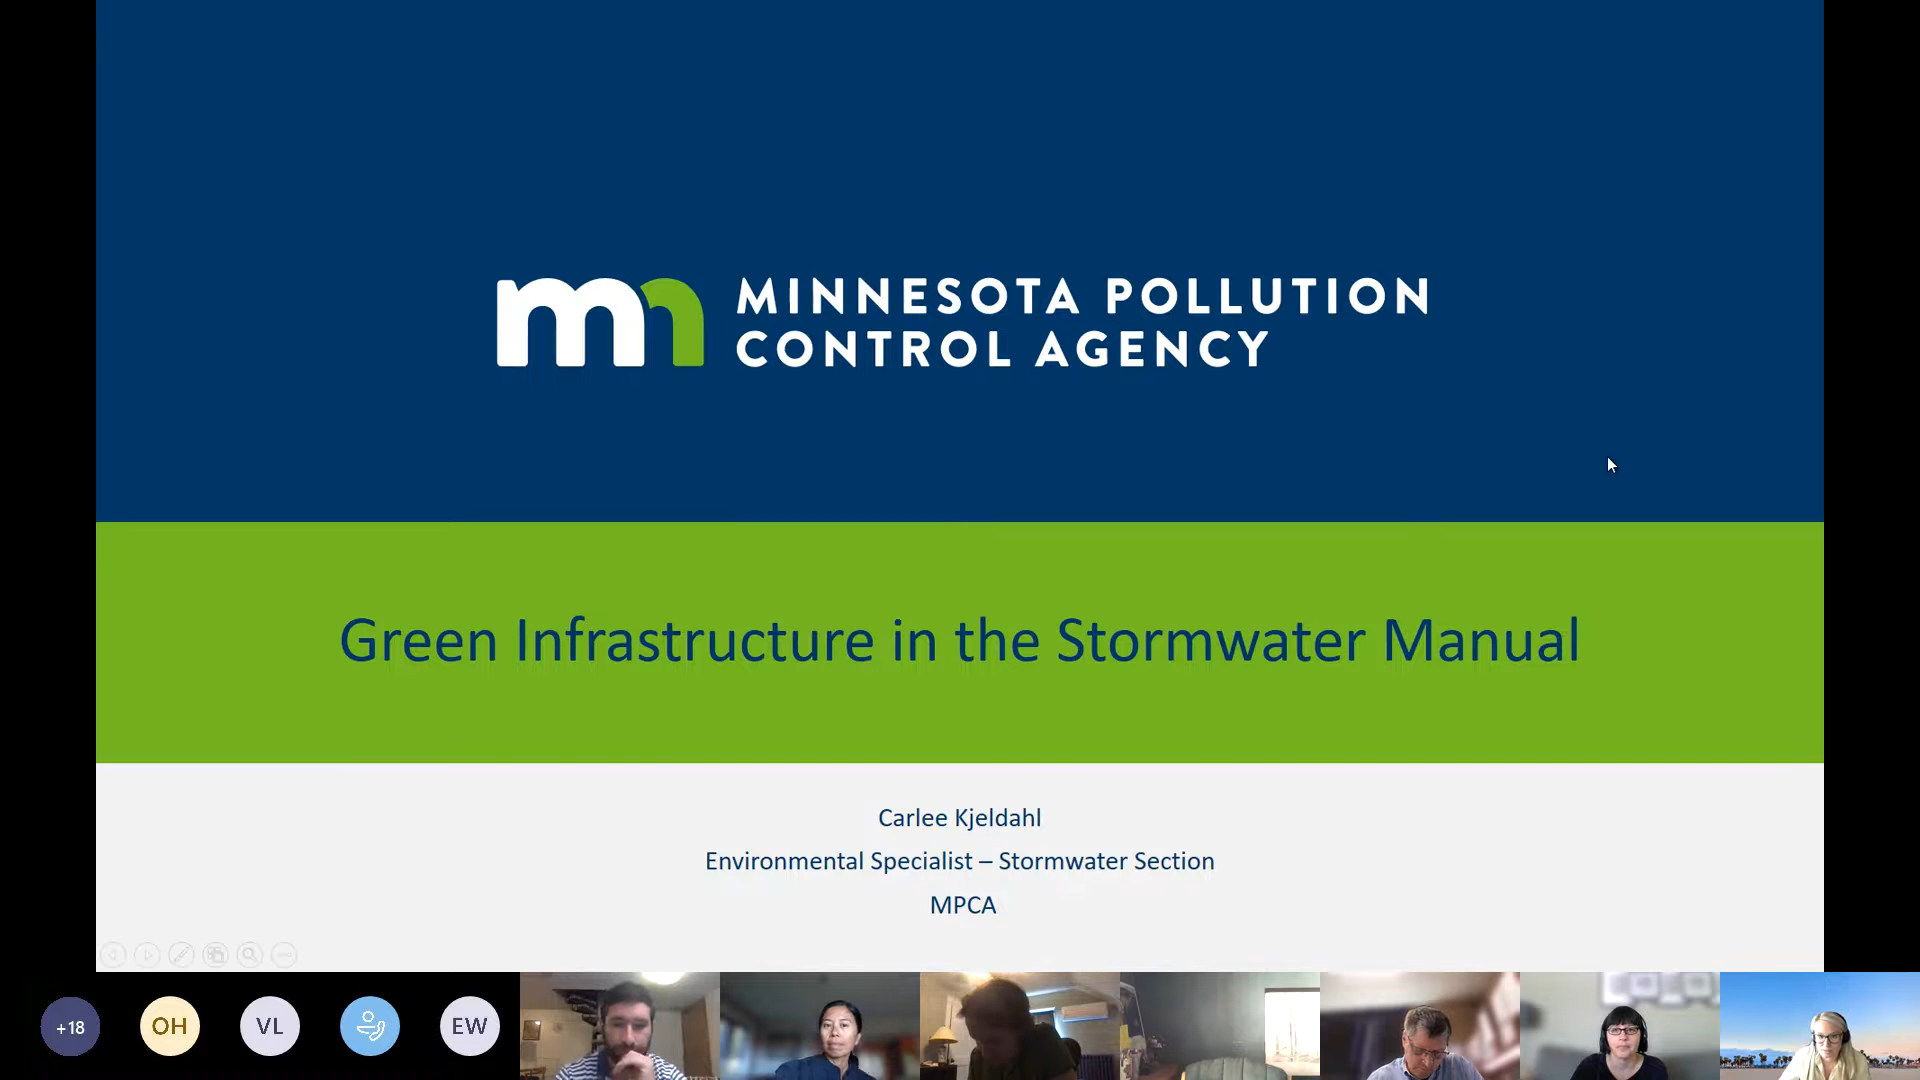 mn
MINNESOTA POLLUTION
CONTROL AGENCY
Green Infrastructure in the Stormwater Manual
Carlee Kjeldahl
Environmental Specialist – Stormwater Section
MPCA
+18
OH
VL
EW